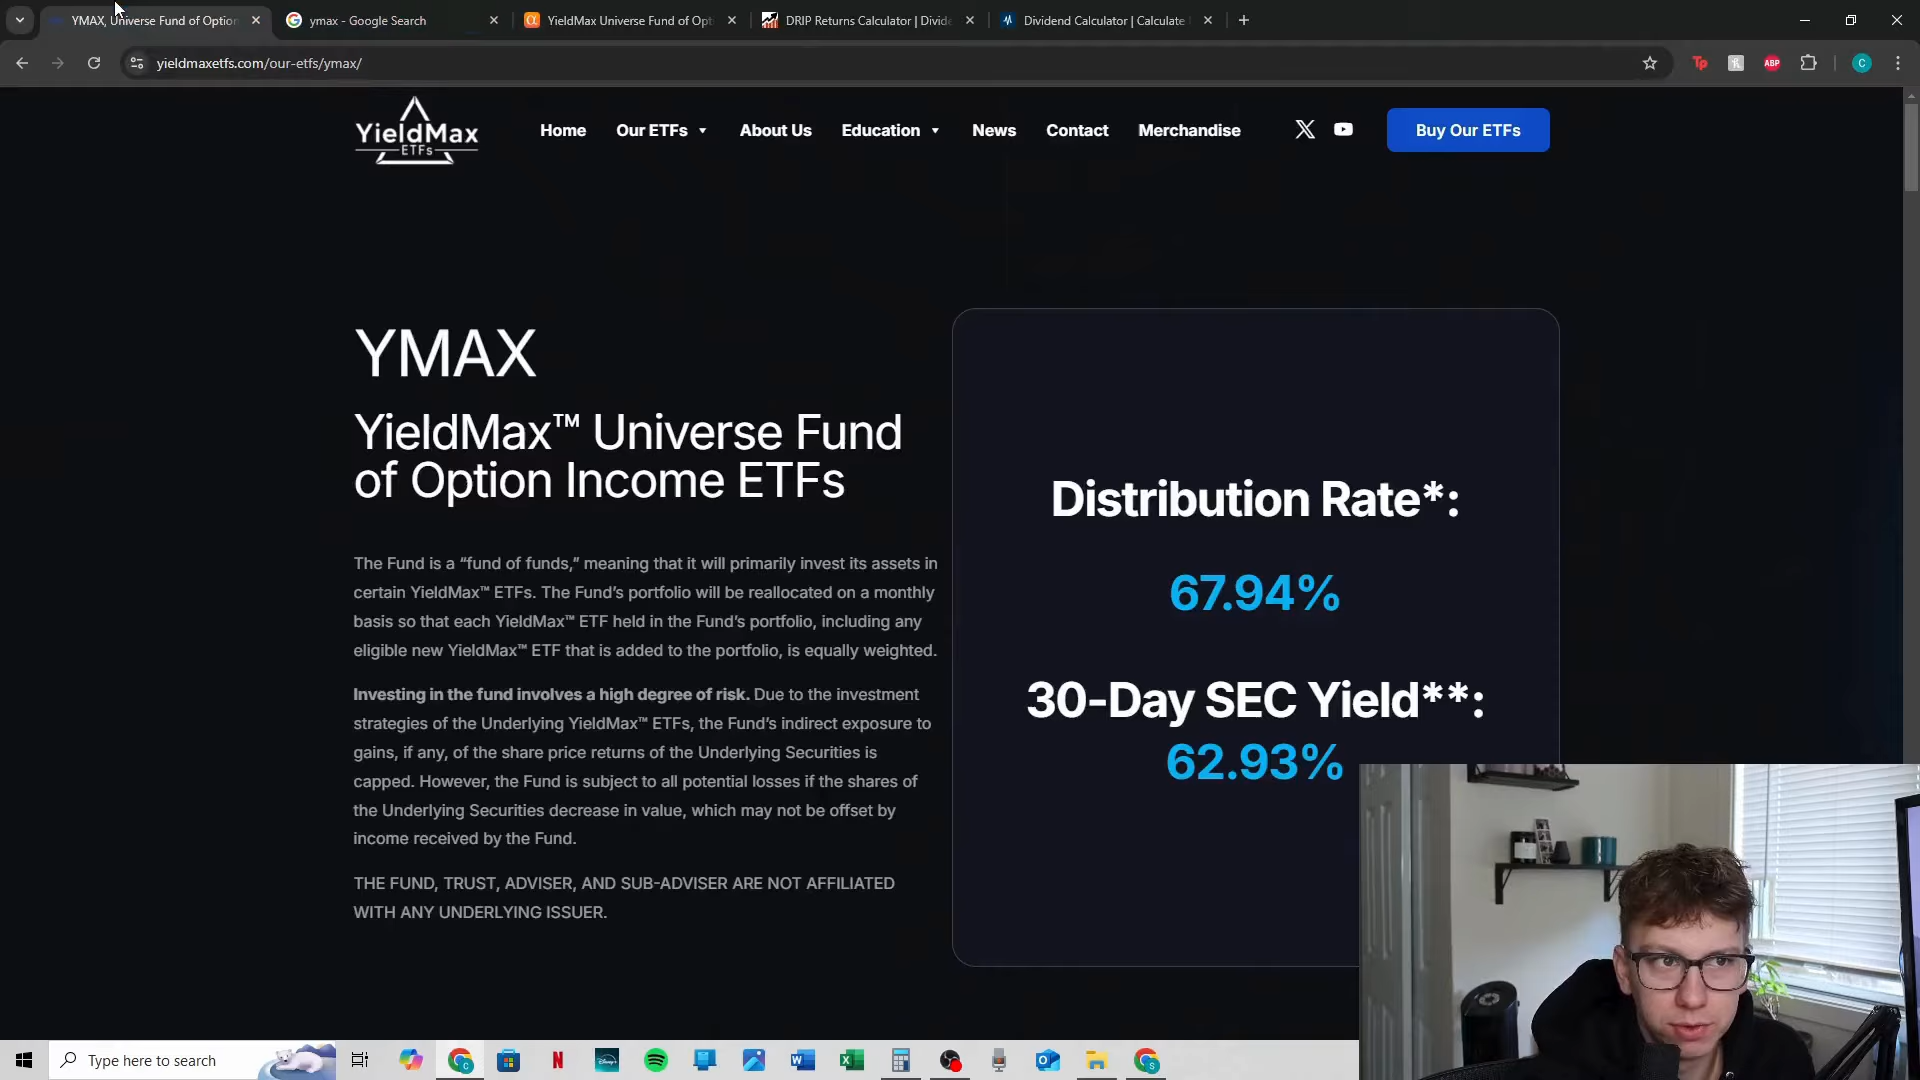 YMAX, Universe Fund of Option
ymax - Google Search
YieldMax Universe Fund of Opt
DRIP Returns Calculator | Divide
Dividend Calculator | Calculate
yieldmaxetfs.com/our-etfs/ymax/
Tp
ABP
C
YieldMax
ETFs
Home
Our ETFs
About Us
Education
News
Contact
Merchandise
Buy Our ETFs
YMAX
YieldMax™ Universe Fund
of Option Income ETFs
The Fund is a “fund of funds,” meaning that it will primarily invest its assets in
certain YieldMax™ ETFs. The Fund’s portfolio will be reallocated on a monthly
basis so that each YieldMax™ ETF held in the Fund’s portfolio, including any
eligible new YieldMax™ ETF that is added to the portfolio, is equally weighted.
Investing in the fund involves a high degree of risk. Due to the investment
strategies of the Underlying YieldMax™ ETFs, the Fund’s indirect exposure to
gains, if any, of the share price returns of the Underlying Securities is
capped. However, the Fund is subject to all potential losses if the shares of
the Underlying Securities decrease in value, which may not be offset by
income received by the Fund.
THE FUND, TRUST, ADVISER, AND SUB-ADVISER ARE NOT AFFILIATED
WITH ANY UNDERLYING ISSUER.
Distribution Rate*:
67.94%
30-Day SEC Yield**:
62.93%
Type here to search